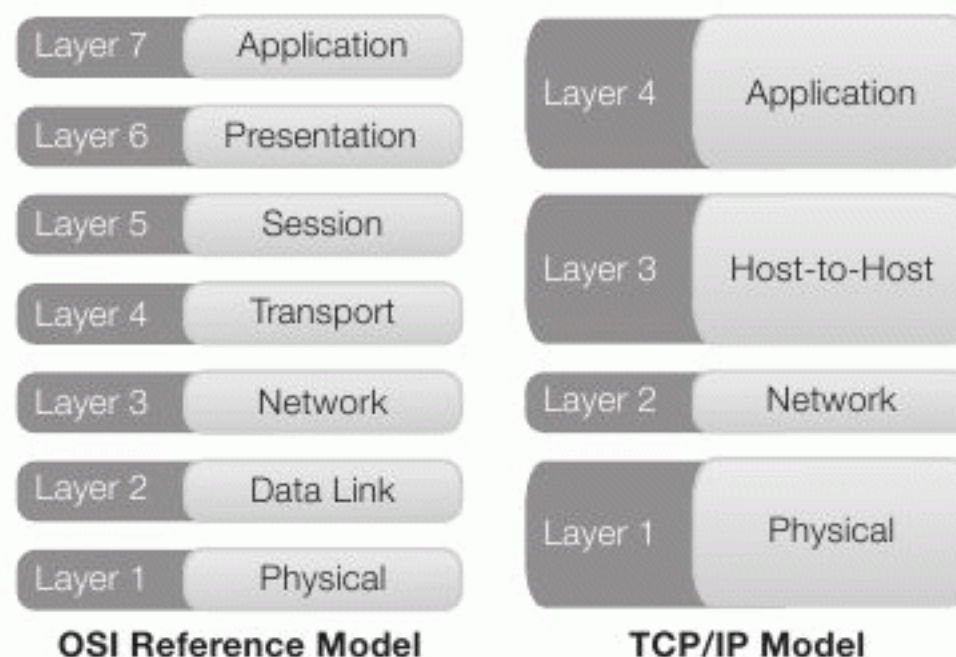 Layer 7 Application
Layer 6 Presentation
Layer 5 Session
Layer 4 Transport
Layer 3 Network
Layer 2 Data Link
Layer 1 Physical
OSI Reference Model
Layer 4 Application
Layer 3 Host-to-Host
Layer 2 Network
Layer 1 Physical
TCP/IP Model